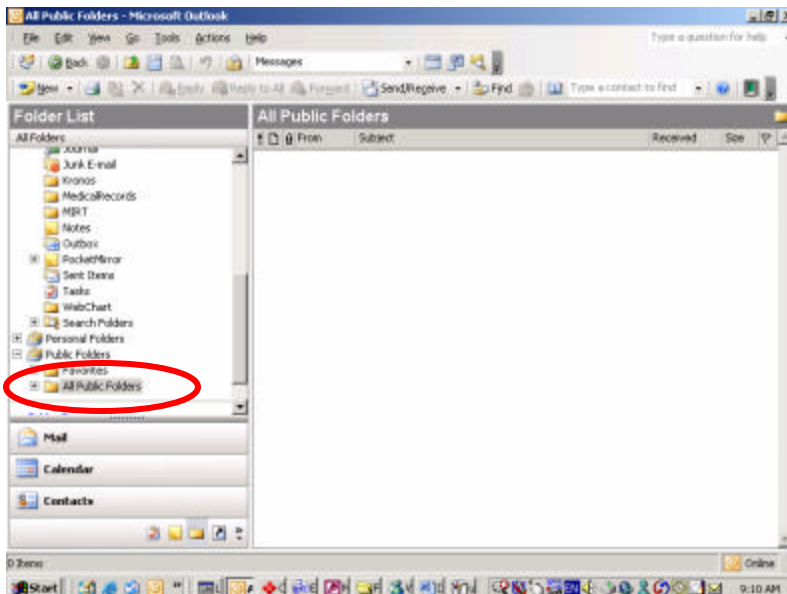 All Public Folders - Microsoft Outlook
File Edit View Go Tools Actions Help Type a question for help
Back Messages
New Reply Reply to All Forward Send/Receive Find Type a contact to find
Folder List
All Folders
Journal
Junk E-mail
Kronos
MedicalRecords
MIRT
Notes
Outbox
PocketMirror
Sent Items
Tasks
WebChart
Search Folders
Personal Folders
Public Folders
Favorites
All Public Folders
Mail
Calendar
Contacts
All Public Folders
From Subject Received Size
0 Items Online
Start 9:10 AM